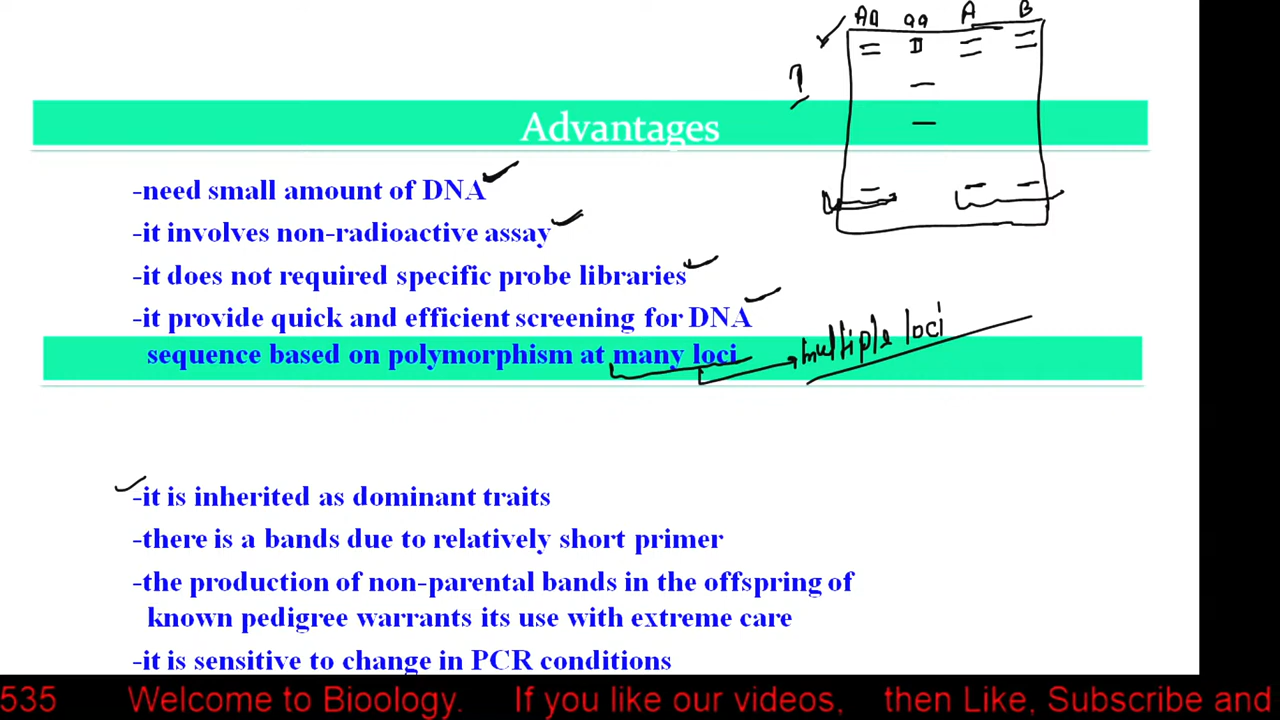 AA aa A B
P
Advantages
-need small amount of DNA
-it involves non-radioactive assay
-it does not required specific probe libraries
-it provide quick and efficient screening for DNA
sequence based on polymorphism at many loci
multiple loci
-it is inherited as dominant traits
-there is a bands due to relatively short primer
-the production of non-parental bands in the offspring of
known pedigree warrants its use with extreme care
-it is sensitive to change in PCR conditions
535 Welcome to Bioology. If you like our videos, then Like, Subscribe and